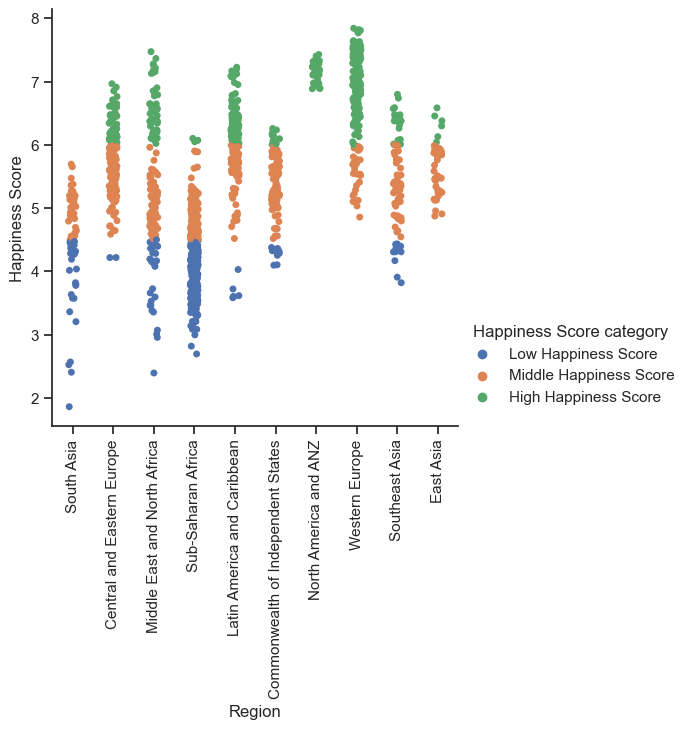 8
7
6
5
4
3
2
Happiness Score
South Asia
Central and Eastern Europe
Middle East and North Africa
Sub-Saharan Africa
Latin America and Caribbean
Commonwealth of Independent States
North America and ANZ
Western Europe
Southeast Asia
East Asia
Region
Happiness Score category
Low Happiness Score
Middle Happiness Score
High Happiness Score